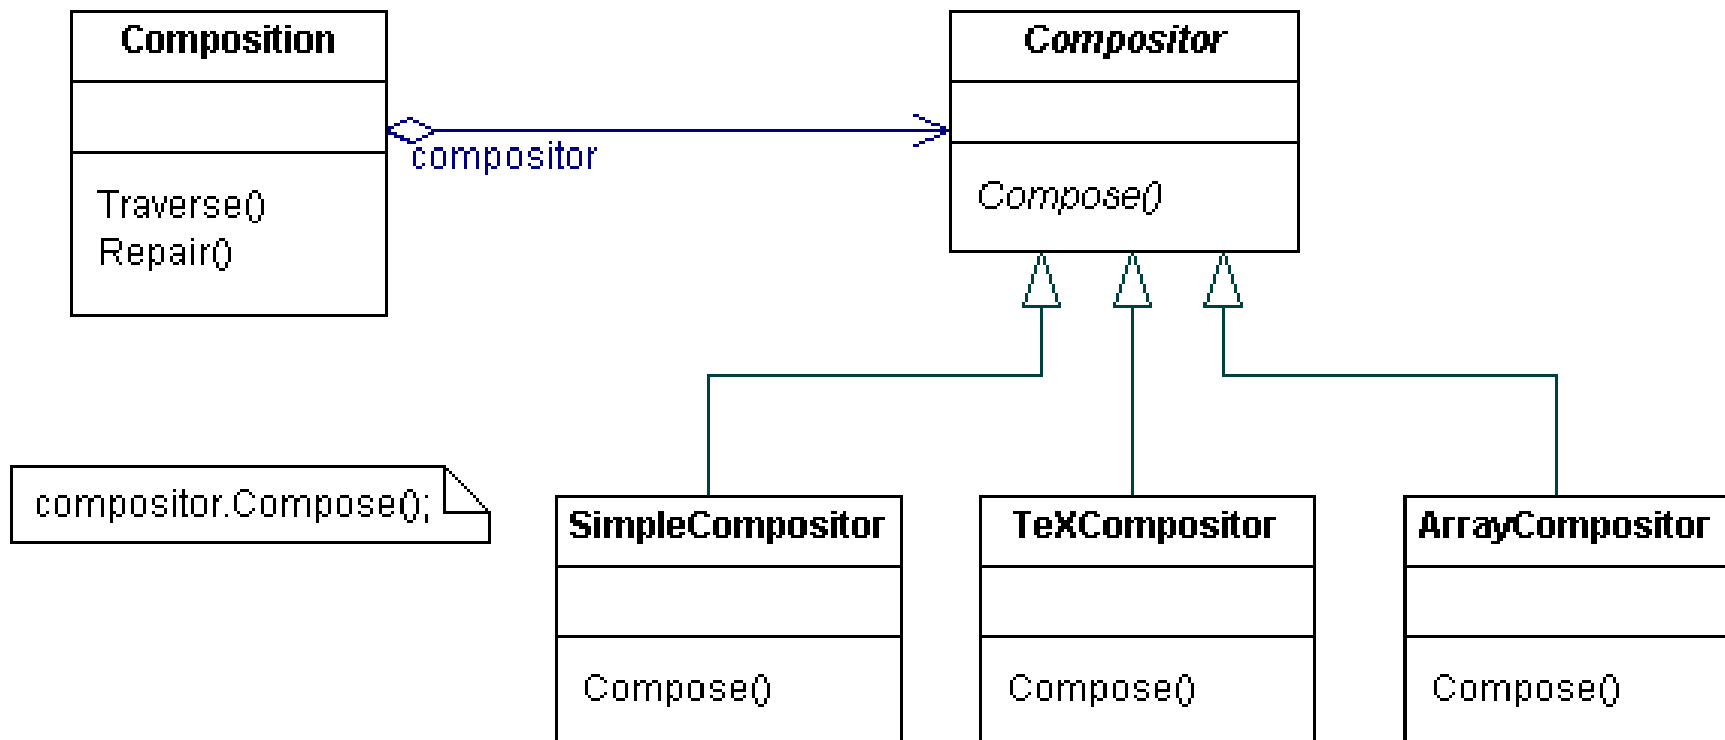 Composition
Traverse()
Repair()
compositor
Compositor
Compose()
compositor.Compose();
SimpleCompositor
Compose()
TeXCompositor
Compose()
ArrayCompositor
Compose()